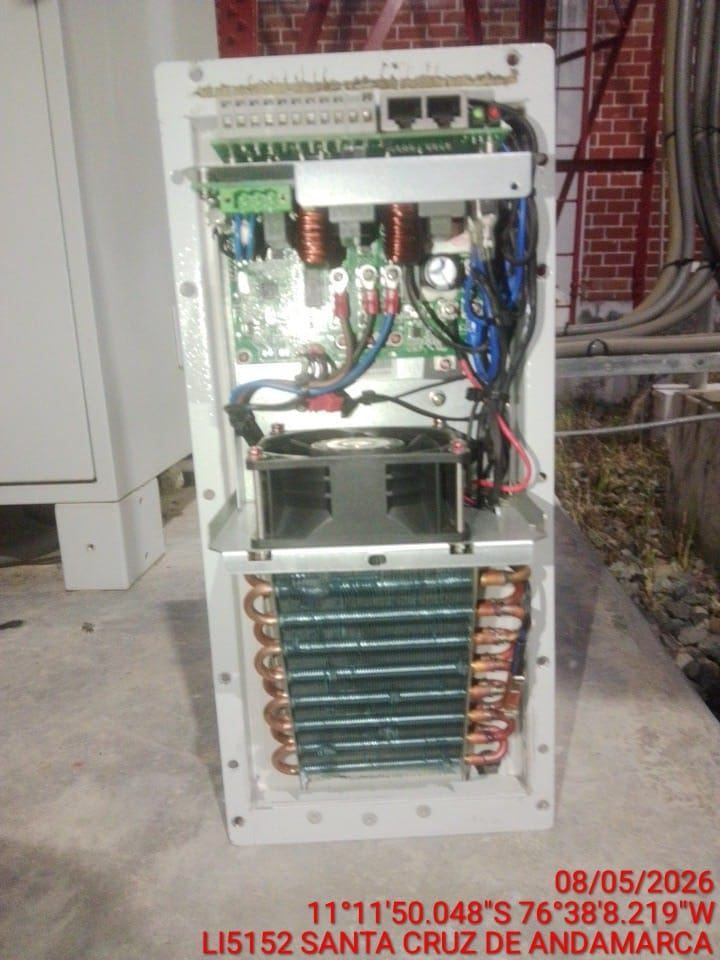 08/05/2026
11°11'50.048"S 76°38'8.219"W
LI5152 SANTA CRUZ DE ANDAMARCA